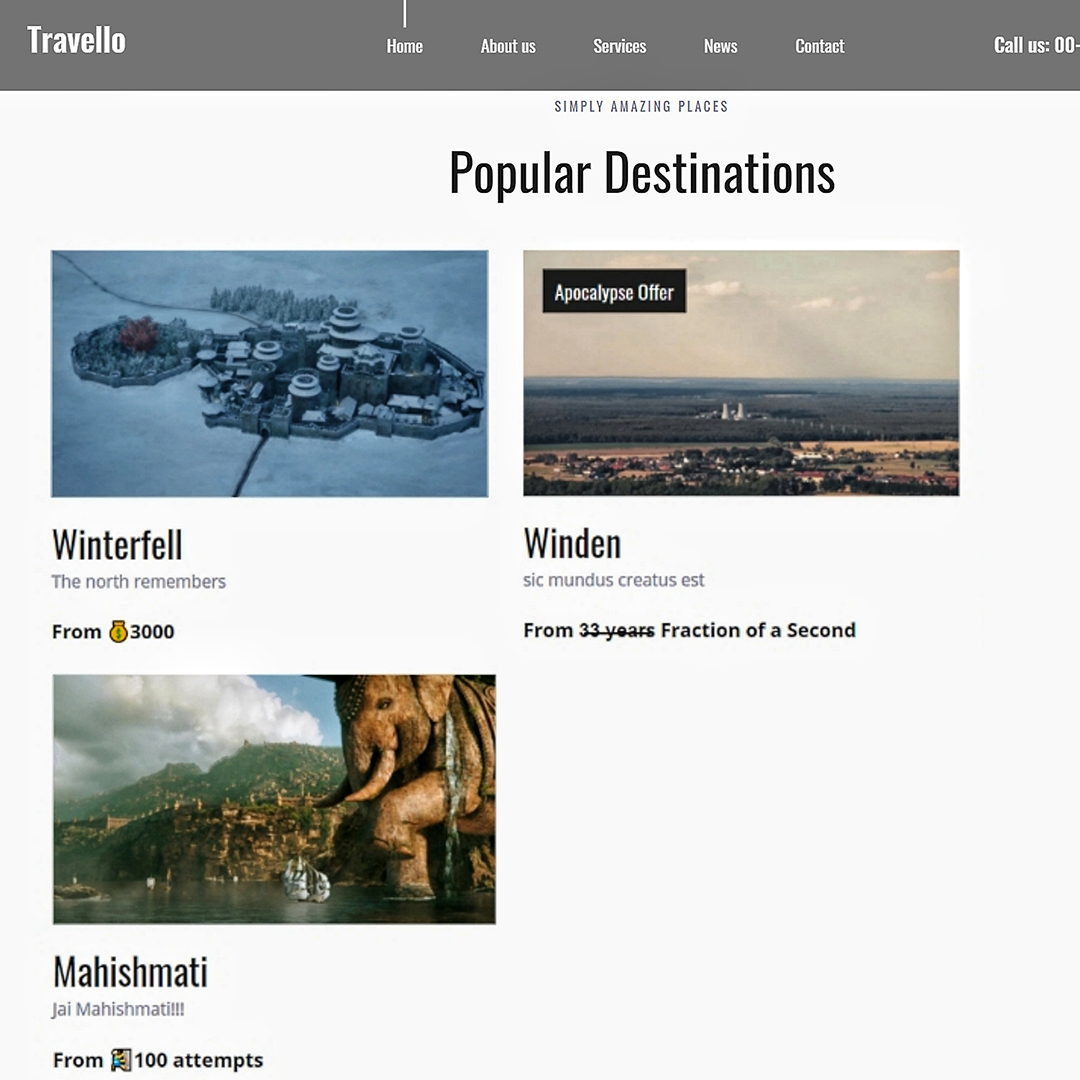 Travello
Home About us Services News Contact
Call us: 00-
SIMPLY AMAZING PLACES
Popular Destinations
Apocalypse Offer
Winterfell
The north remembers
From 💰3000
Winden
sic mundus creatus est
From 33 years Fraction of a Second
Mahishmati
Jai Mahishmati!!!
From 100 attempts